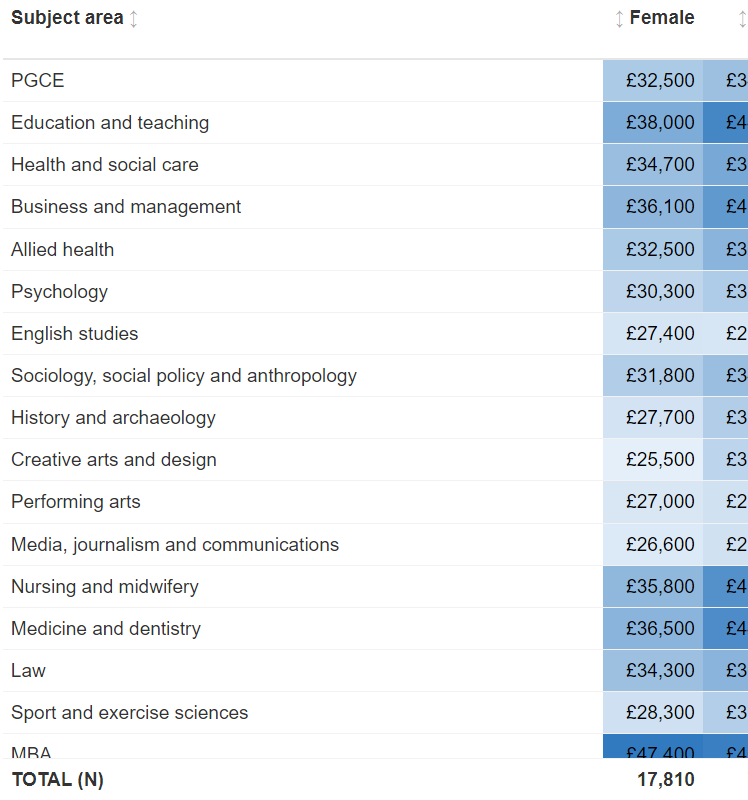 Subject area Female
PGCE £32,500 £3
Education and teaching £38,000 £4
Health and social care £34,700 £3
Business and management £36,100 £4
Allied health £32,500 £3
Psychology £30,300 £3
English studies £27,400 £2
Sociology, social policy and anthropology £31,800 £3
History and archaeology £27,700 £3
Creative arts and design £25,500 £3
Performing arts £27,000 £2
Media, journalism and communications £26,600 £2
Nursing and midwifery £35,800 £4
Medicine and dentistry £36,500 £4
Law £34,300 £3
Sport and exercise sciences £28,300 £3
MBA £47,400 £4
TOTAL (N) 17,810